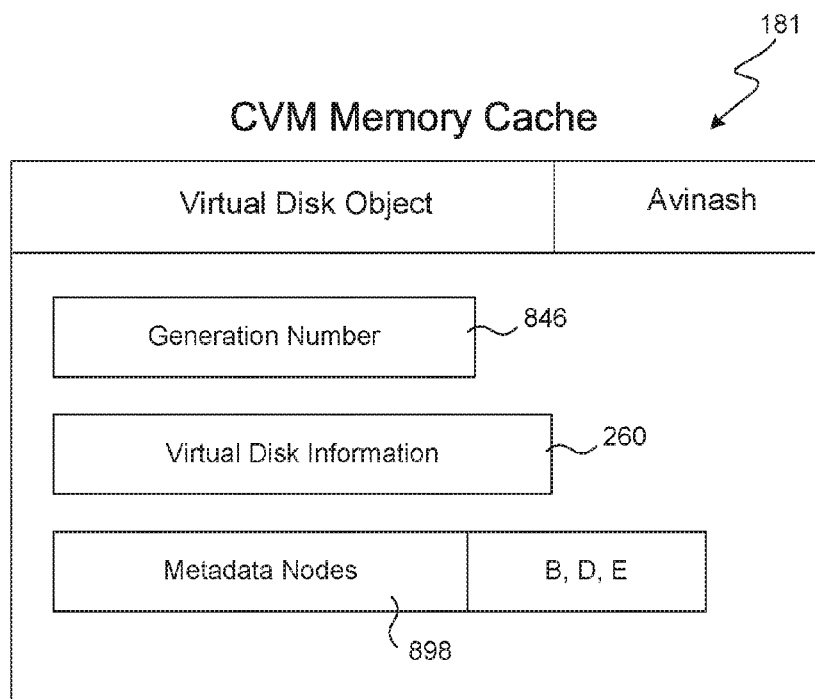 181
CVM Memory Cache
Virtual Disk Object
Avinash
Generation Number
846
Virtual Disk Information
260
Metadata Nodes
B, D, E
898